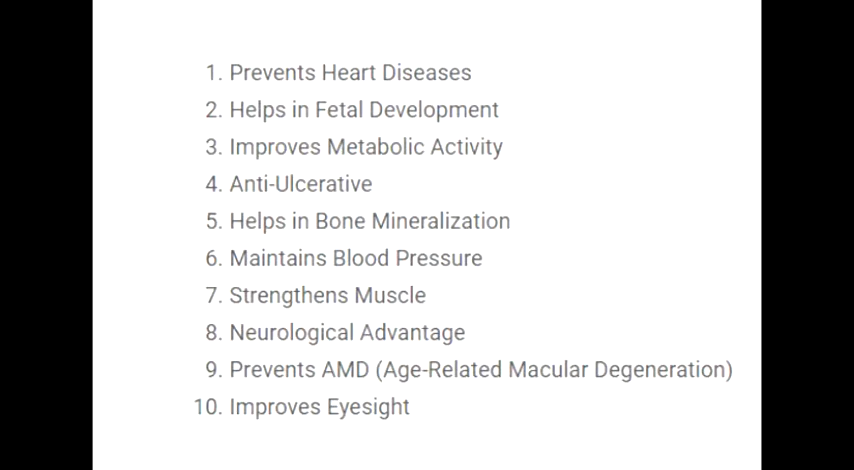 1. Prevents Heart Diseases
2. Helps in Fetal Development
3. Improves Metabolic Activity
4. Anti-Ulcerative
5. Helps in Bone Mineralization
6. Maintains Blood Pressure
7. Strengthens Muscle
8. Neurological Advantage
9. Prevents AMD (Age-Related Macular Degeneration)
10. Improves Eyesight